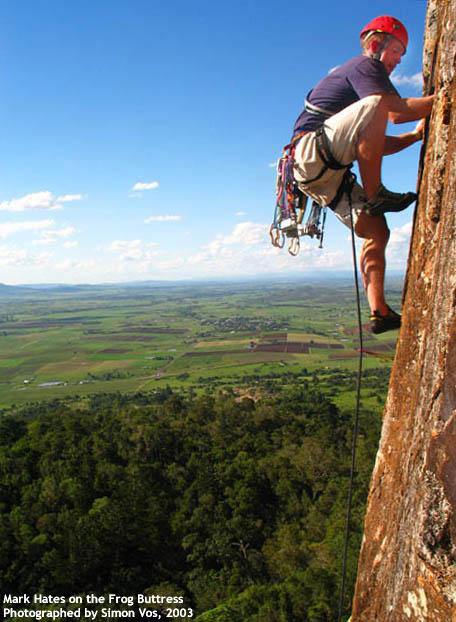 Mark Hates on the Frog Buttress
Photographed by Simon Vos, 2003